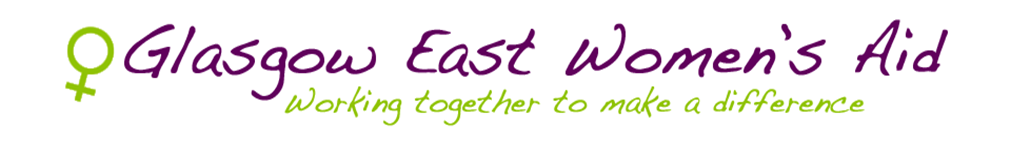 Glasgow East Women's Aid
Working together to make a difference